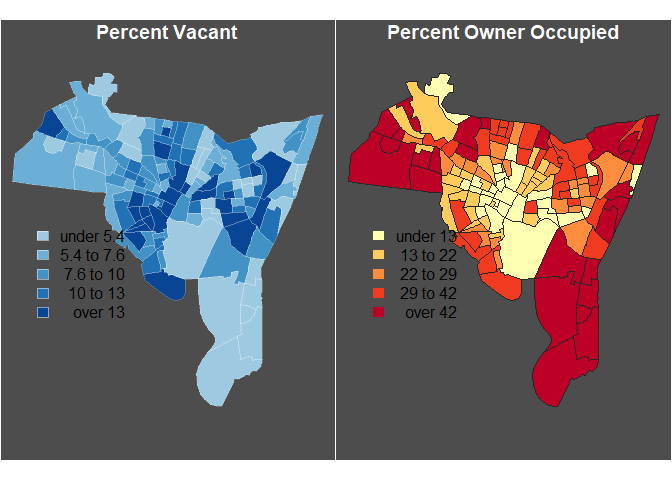 Percent Vacant
under 5.4
5.4 to 7.6
7.6 to 10
10 to 13
over 13
Percent Owner Occupied
under 13
13 to 22
22 to 29
29 to 42
over 42